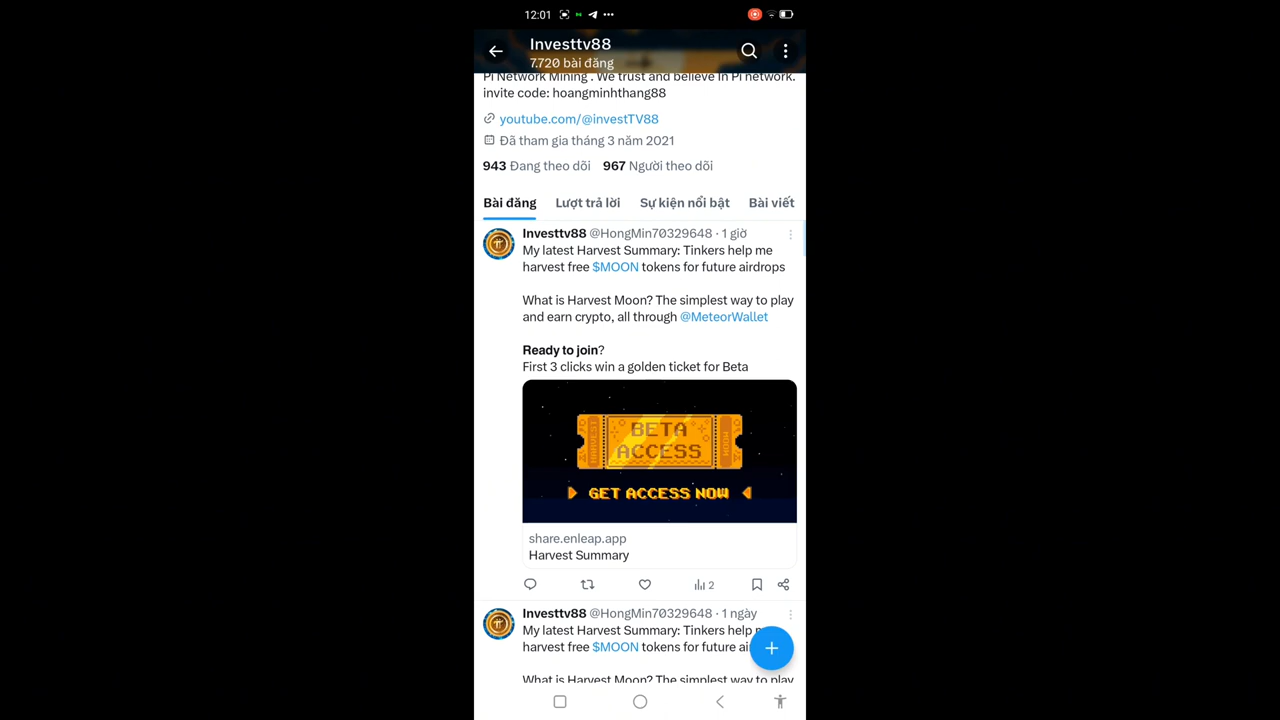 12:01
Investtv88
7.720 bài đăng
Pi Network Mining . We trust and believe in Pi network.
invite code: hoangminhthang88
youtube.com/@investTV88
Đã tham gia tháng 3 năm 2021
943 Đang theo dõi 967 Người theo dõi
Bài đăng Lượt trả lời Sự kiện nổi bật Bài viết
Investtv88 @HongMin70329648 · 1 giờ
My latest Harvest Summary: Tinkers help me
harvest free $MOON tokens for future airdrops
What is Harvest Moon? The simplest way to play
and earn crypto, all through @MeteorWallet
Ready to join?
First 3 clicks win a golden ticket for Beta
HARVEST
BETA
ACCESS
MOON
GET ACCESS NOW
share.enleap.app
Harvest Summary
2
Investtv88 @HongMin70329648 · 1 ngày
My latest Harvest Summary: Tinkers help
harvest free $MOON tokens for future
What is Harvest Moon? The simplest way to play